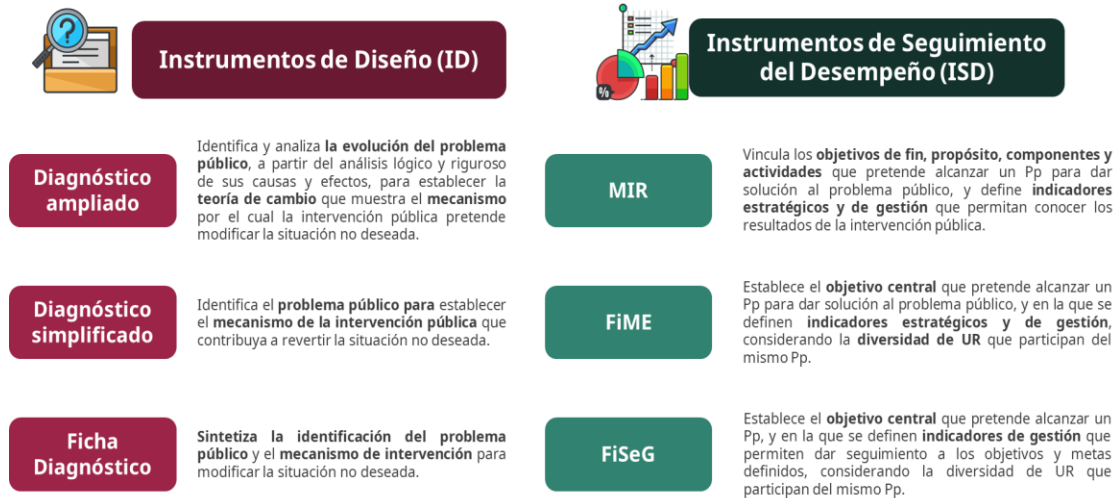 Instrumentos de Diseño (ID)
Diagnóstico
ampliado
Identifica y analiza la evolución del problema
público, a partir del análisis lógico y riguroso
de sus causas y efectos, para establecer la
teoría de cambio que muestra el mecanismo
por el cual la intervención pública pretende
modificar la situación no deseada.
Diagnóstico
simplificado
Identifica el problema público para establecer
el mecanismo de la intervención pública que
contribuya a revertir la situación no deseada.
Ficha
Diagnóstico
Sintetiza la identificación del problema
público y el mecanismo de intervención para
modificar la situación no deseada.
%
Instrumentos de Seguimiento
del Desempeño (ISD)
MIR
Vincula los objetivos de fin, propósito, componentes y
actividades que pretende alcanzar un Pp para dar
solución al problema público, y define indicadores
estratégicos y de gestión que permitan conocer los
resultados de la intervención pública.
FiME
Establece el objetivo central que pretende alcanzar un
Pp para dar solución al problema público, y en la que se
definen indicadores estratégicos y de gestión,
considerando la diversidad de UR que participan del
mismo Pp.
FiSeG
Establece el objetivo central que pretende alcanzar un
Pp, y en la que se definen indicadores de gestión que
permiten dar seguimiento a los objetivos y metas
definidos, considerando la diversidad de UR que
participan del mismo Pp.